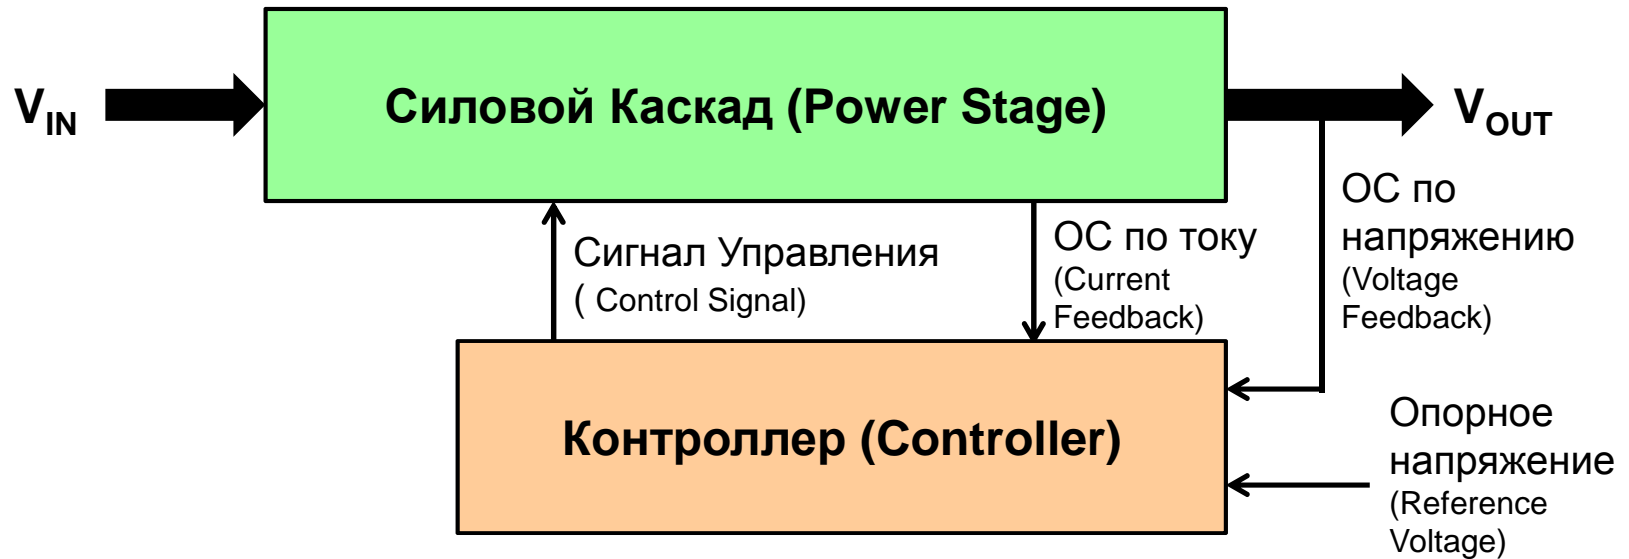 V_IN
Силовой Каскад (Power Stage)
V_OUT
Сигнал Управления
( Control Signal)
ОС по току
(Current
Feedback)
ОС по
напряжению
(Voltage
Feedback)
Контроллер (Controller)
Опорное
напряжение
(Reference
Voltage)